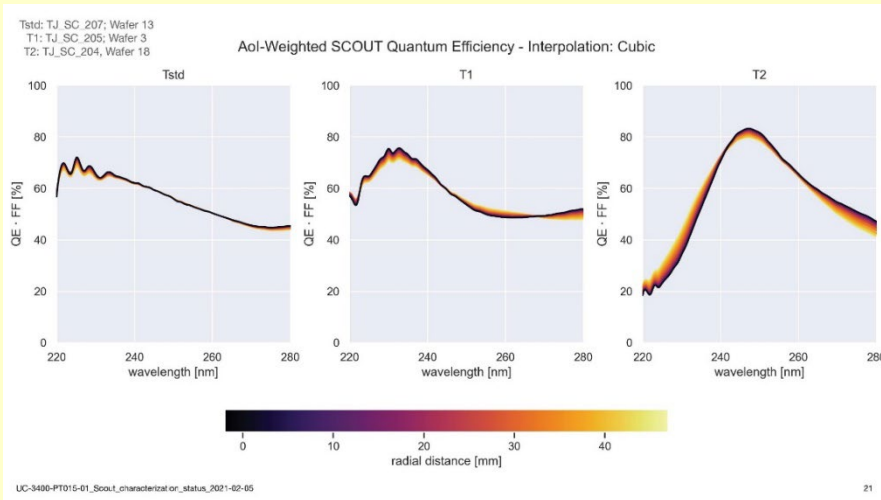 Tstd: TJ_SC_207; Wafer 13
T1: TJ_SC_205; Wafer 3
T2: TJ_SC_204, Wafer 18
AoI-Weighted SCOUT Quantum Efficiency - Interpolation: Cubic
Tstd
T1
T2
100
80
60
40
20
0
QE · FF [%]
220
240
260
280
wavelength [nm]
100
80
60
40
20
0
QE · FF [%]
220
240
260
280
wavelength [nm]
100
80
60
40
20
0
QE · FF [%]
220
240
260
280
wavelength [nm]
0
10
20
30
40
radial distance [mm]
UC-3400-PT015-01_Scout_characterization_status_2021-02-05
21